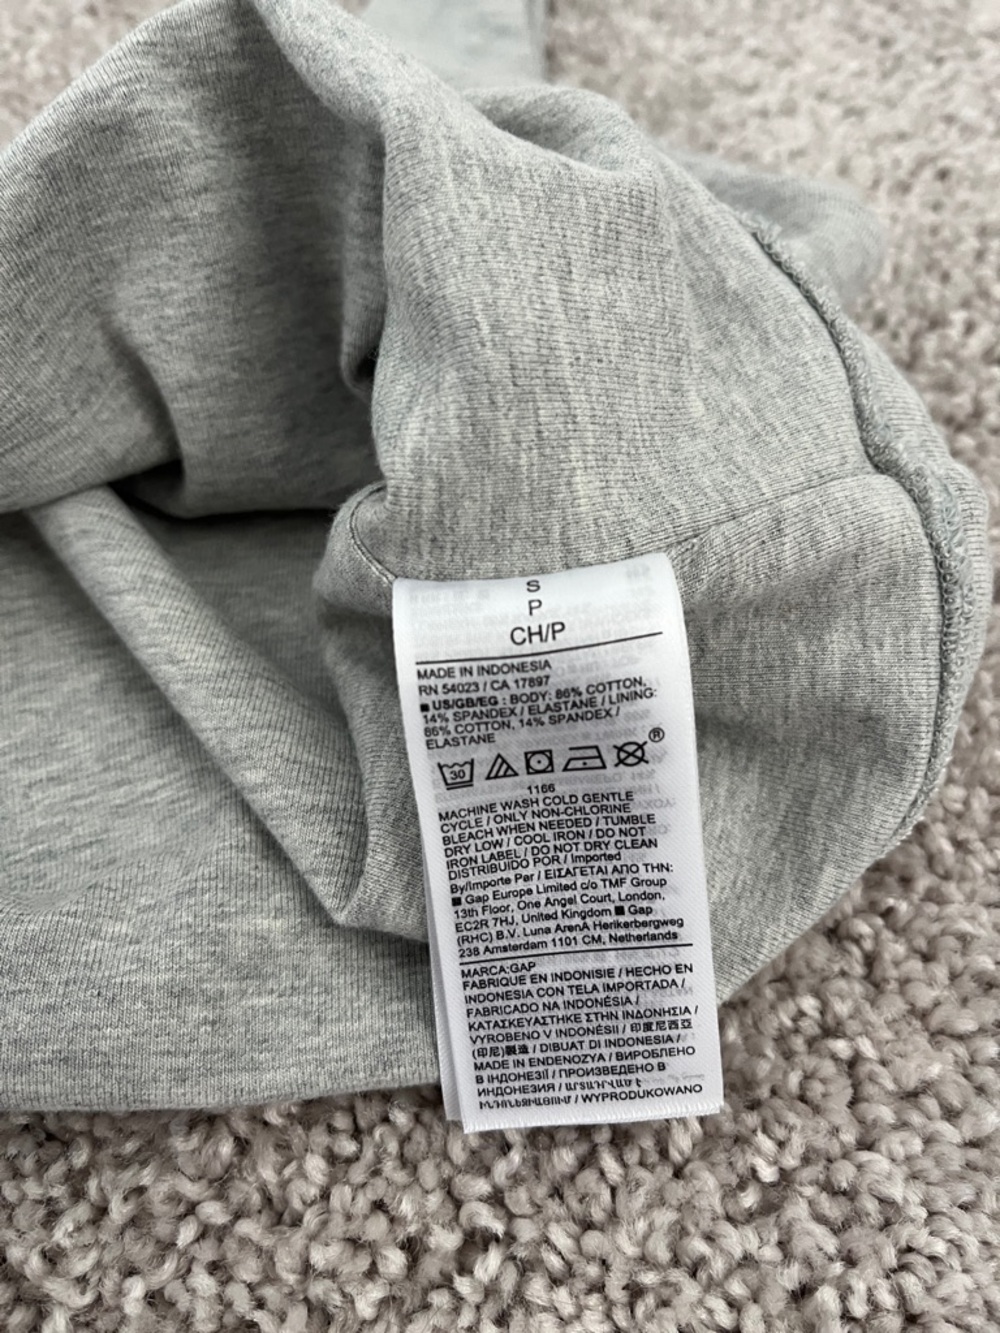 S
P
CH/P
MADE IN INDONESIA
RN 54023 / CA 17897
■ US/GB/EG : BODY: 86% COTTON,
14% SPANDEX / ELASTANE / LINING:
86% COTTON, 14% SPANDEX /
ELASTANE
30 ®
1166
MACHINE WASH COLD GENTLE
CYCLE / ONLY NON-CHLORINE
BLEACH WHEN NEEDED / TUMBLE
DRY LOW / COOL IRON / DO NOT
IRON LABEL / DO NOT DRY CLEAN
DISTRIBUIDO POR / Imported
By/Importe Par / ΕΙΣΑΓΕΤΑΙ ΑΠΟ ΤΗΝ:
■ Gap Europe Limited c/o TMF Group
13th Floor, One Angel Court, London,
EC2R 7HJ, United Kingdom ■ Gap
(RHC) B.V. Luna ArenA Herikerbergweg
238 Amsterdam 1101 CM, Netherlands
MARCA:GAP
FABRIQUE EN INDONISIE / HECHO EN
INDONESIA CON TELA IMPORTADA /
FABRICADO NA INDONÉSIA /
ΚΑΤΑΣΚΕΥΑΣΤΗΚΕ ΣΤΗΝ ΙΝΔΟΝΗΣΙΑ /
VYROBENO V INDONÉSII / 印度尼西亞
(印尼)製造 / DIBUAT DI INDONESIA /
MADE IN ENDENOZYA / ВИРОБЛЕНО
В ІНДОНЕЗІЇ / ПРОИЗВЕДЕНО В
ИНДОНЕЗИЯ / ԱՐՏԱԴՐՎԱԾ Է
/ WYPRODUKOWANO